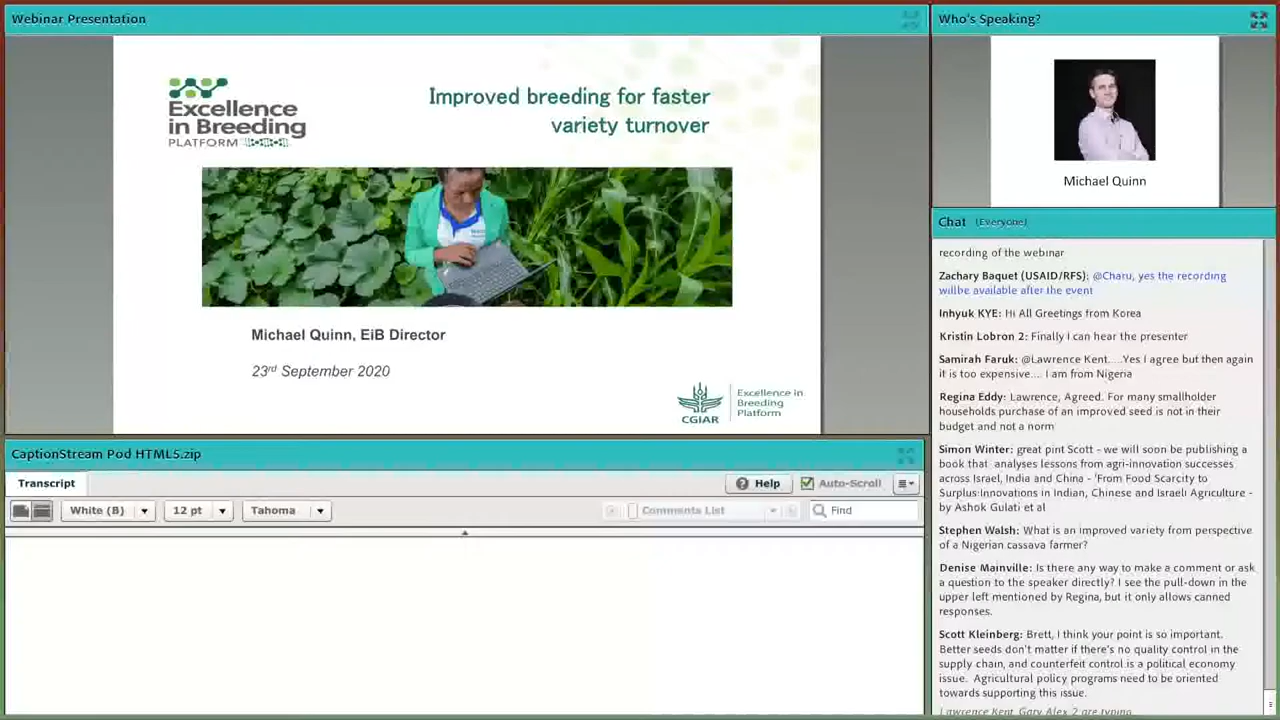 Webinar Presentation
Excellence
in Breeding
PLATFORM
Improved breeding for faster
variety turnover
Michael Quinn, EiB Director
23rd September 2020
CGIAR
Excellence in
Breeding
Platform
Who's Speaking?
Michael Quinn
Chat (Everyone)
recording of the webinar
Zachary Baquet (USAID/RFS): @Charu, yes the recording
willbe available after the event
Inhyuk KYE: Hi All Greetings from Korea
Kristin Lobron 2: Finally I can hear the presenter
Samirah Faruk: @Lawrence Kent.....Yes I agree but then again
it is too expensive.... I am from Nigeria
Regina Eddy: Lawrence, Agreed. For many smallholder
households purchase of an improved seed is not in their
budget and not a norm
Simon Winter: great pint Scott - we will soon be publishing a
book that analyses lessons from agri-innovation successes
across Israel, India and China - 'From Food Scarcity to
Surplus:Innovations in Indian, Chinese and Israeli Agriculture -
by Ashok Gulati et al
Stephen Walsh: What is an improved variety from perspective
of a Nigerian cassava farmer?
Denise Mainville: Is there any way to make a comment or ask
a question to the speaker directly? I see the pull-down in the
upper left mentioned by Regina, but it only allows canned
responses.
Scott Kleinberg: Brett, I think your point is so important.
Better seeds don't matter if there's no quality control in the
supply chain, and counterfeit control is a political economy
issue. Agricultural policy programs need to be oriented
towards supporting this issue.
Lawrence Kent, Gary Alex 2 are typing
CaptionStream Pod HTML5.zip
Transcript
Help
Auto-Scroll
White (B)
12 pt
Tahoma
Comments List
Find